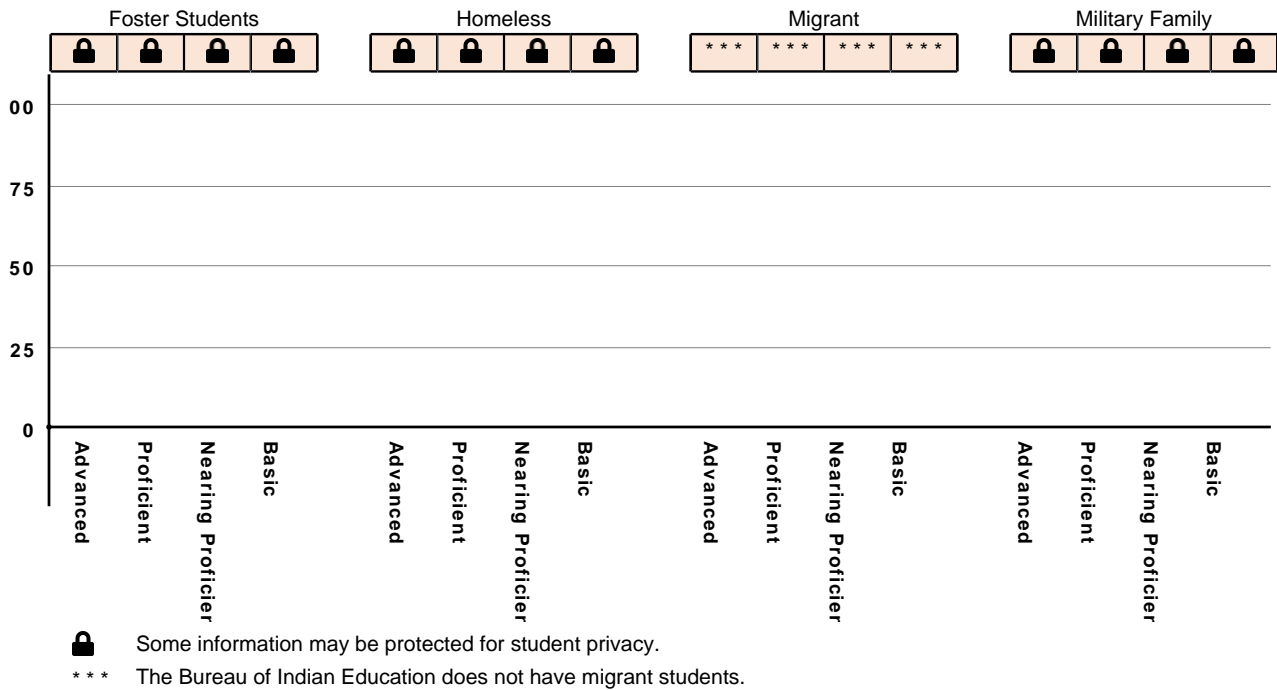 Foster Students Homeless Migrant Military Family
* * * * * * * * * * * *
00
75
50
25
0
Advanced Proficient Nearing Proficier Basic Advanced Proficient Nearing Proficier Basic Advanced Proficient Nearing Proficier Basic Advanced Proficient Nearing Proficier Basic
Some information may be protected for student privacy.
* * * The Bureau of Indian Education does not have migrant students.